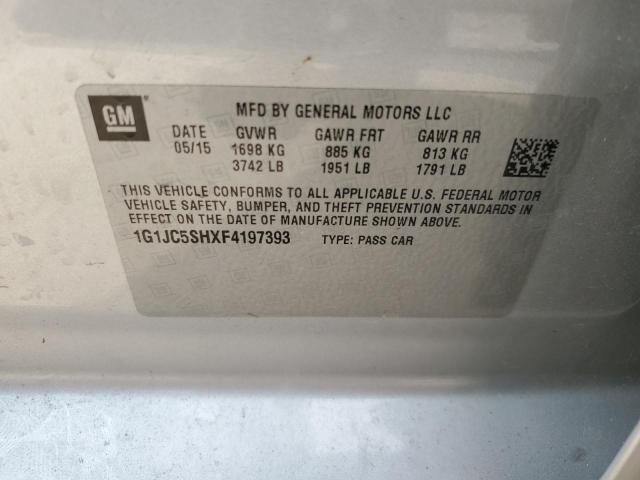 GM
MFD BY GENERAL MOTORS LLC
DATE GVWR GAWR FRT GAWR RR
05/15 1698 KG 885 KG 813 KG
3742 LB 1951 LB 1791 LB
THIS VEHICLE CONFORMS TO ALL APPLICABLE U.S. FEDERAL MOTOR
VEHICLE SAFETY, BUMPER, AND THEFT PREVENTION STANDARDS IN
EFFECT ON THE DATE OF MANUFACTURE SHOWN ABOVE.
1G1JC5SHXF4197393 TYPE: PASS CAR